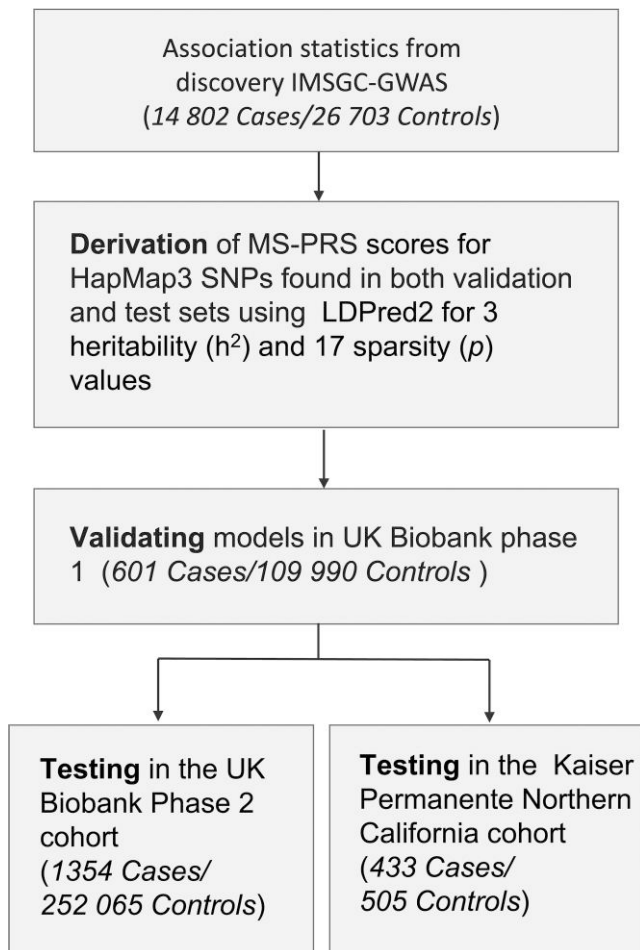 Association statistics from
discovery IMSGC-GWAS
(14 802 Cases/26 703 Controls)
Derivation of MS-PRS scores for
HapMap3 SNPs found in both validation
and test sets using LDPred2 for 3
heritability (h²) and 17 sparsity (p)
values
Validating models in UK Biobank phase
1 (601 Cases/109 990 Controls )
Testing in the UK
Biobank Phase 2
cohort
(1354 Cases/
252 065 Controls)
Testing in the Kaiser
Permanente Northern
California cohort
(433 Cases/
505 Controls)